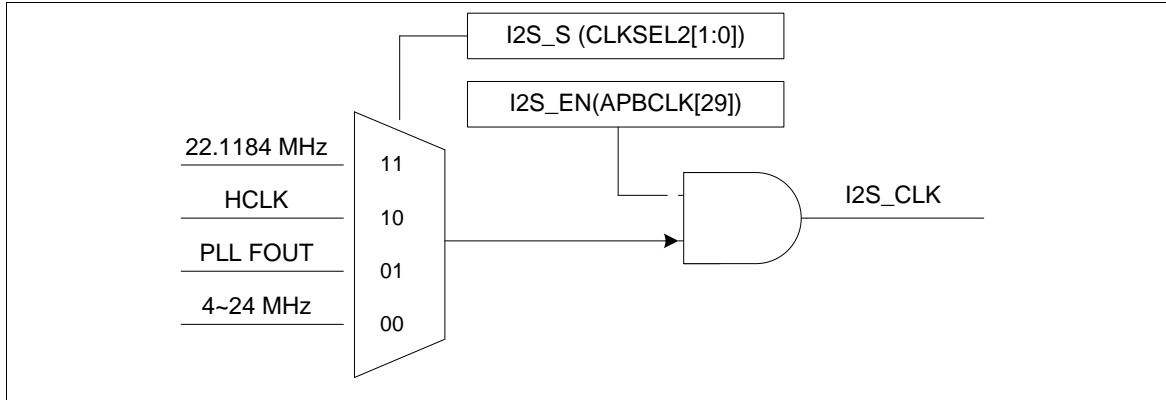 I2S_S (CLKSEL2[1:0])
I2S_EN(APBCLK[29])
22.1184 MHz
11
HCLK
10
PLL FOUT
01
4~24 MHz
00
I2S_CLK